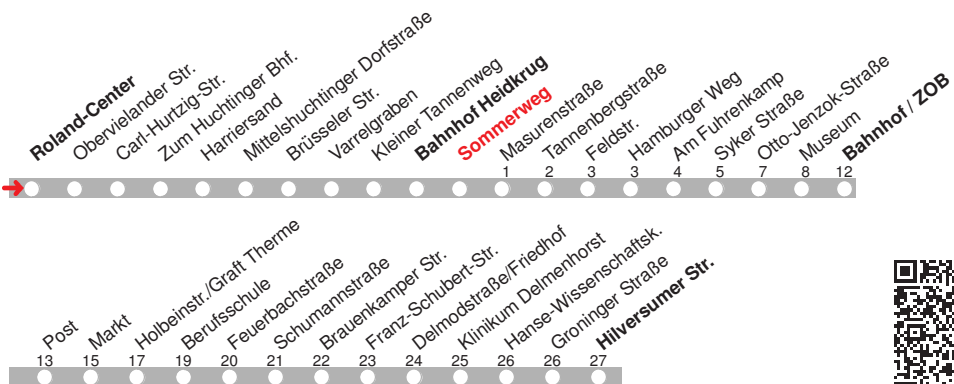 Roland-Center
Obervielander Str.
Carl-Hurtzig-Str.
Zum Huchtinger Bhf.
Harriersand
Mittelshuchtinger Dorfstraße
Brüsseler Str.
Varrelgraben
Kleiner Tannenweg
Bahnhof Heidkrug
Sommerweg
Masurenstraße
Tannenbergstraße
Feldstr.
Hamburger Weg
Am Fuhrenkamp
Syker Straße
Otto-Jenzok-Straße
Museum
Bahnhof / ZOB
1 2 3 3 4 5 7 8 12
Post
Markt
Holbeinstr./Graft Therme
Berufsschule
Feuerbachstraße
Schumannstraße
Brauenkamper Str.
Franz-Schubert-Str.
Delmodstraße/Friedhof
Klinikum Delmenhorst
Hanse-Wissenschaftsk.
Groninger Straße
Hilversumer Str.
13 15 17 19 20 21 22 23 24 25 26 26 27